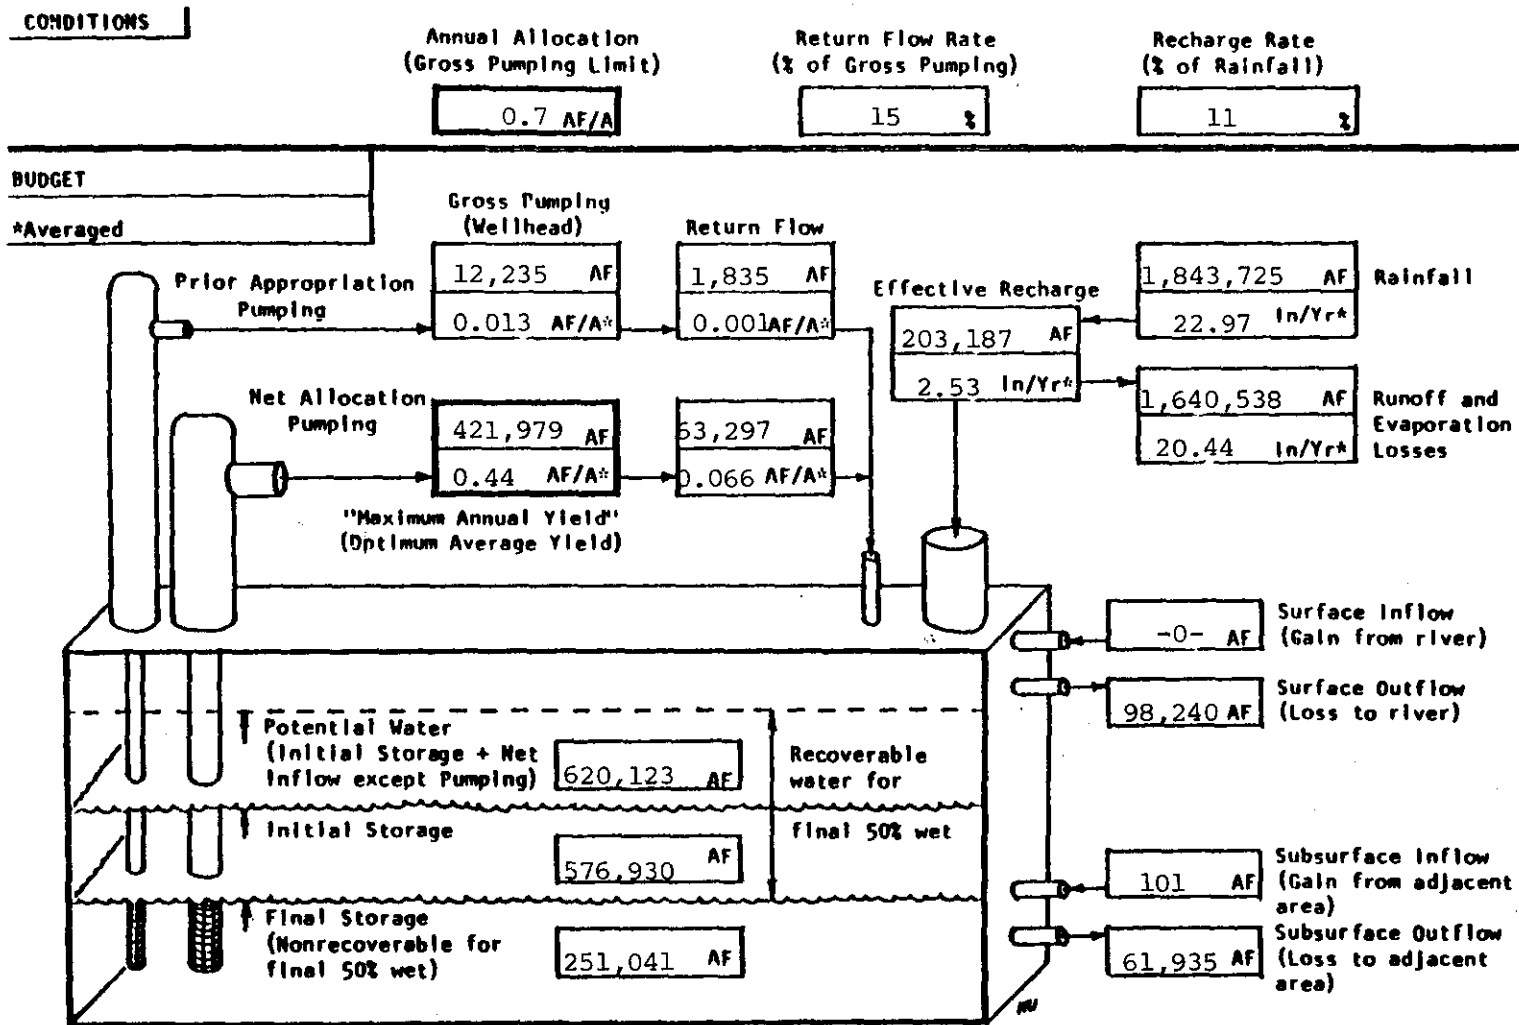 CONDITIONS
Annual Allocation
(Gross Pumping Limit)
0.7 AF/A
Return Flow Rate
(% of Gross Pumping)
15 %
Recharge Rate
(% of Rainfall)
11 %
BUDGET
*Averaged
Gross Pumping
(Wellhead)
Return Flow
Prior Appropriation
Pumping
12,235 AF
0.013 AF/A*
1,835 AF
0.001 AF/A*
Effective Recharge
203,187 AF
2.53 In/Yr*
1,843,725 AF
22.97 In/Yr*
Rainfall
1,640,538 AF
20.44 In/Yr*
Runoff and
Evaporation
Losses
Net Allocation
Pumping
421,979 AF
0.44 AF/A*
63,297 AF
0.066 AF/A*
"Maximum Annual Yield"
(Optimum Average Yield)
-0- AF
Surface Inflow
(Gain from river)
98,240 AF
Surface Outflow
(Loss to river)
Potential Water
(Initial Storage + Net
Inflow except Pumping)
620,123 AF
Recoverable
water for
final 50% wet
Initial Storage
576,930 AF
101 AF
Subsurface Inflow
(Gain from adjacent
area)
Final Storage
(Nonrecoverable for
final 50% wet)
251,041 AF
61,935 AF
Subsurface Outflow
(Loss to adjacent
area)